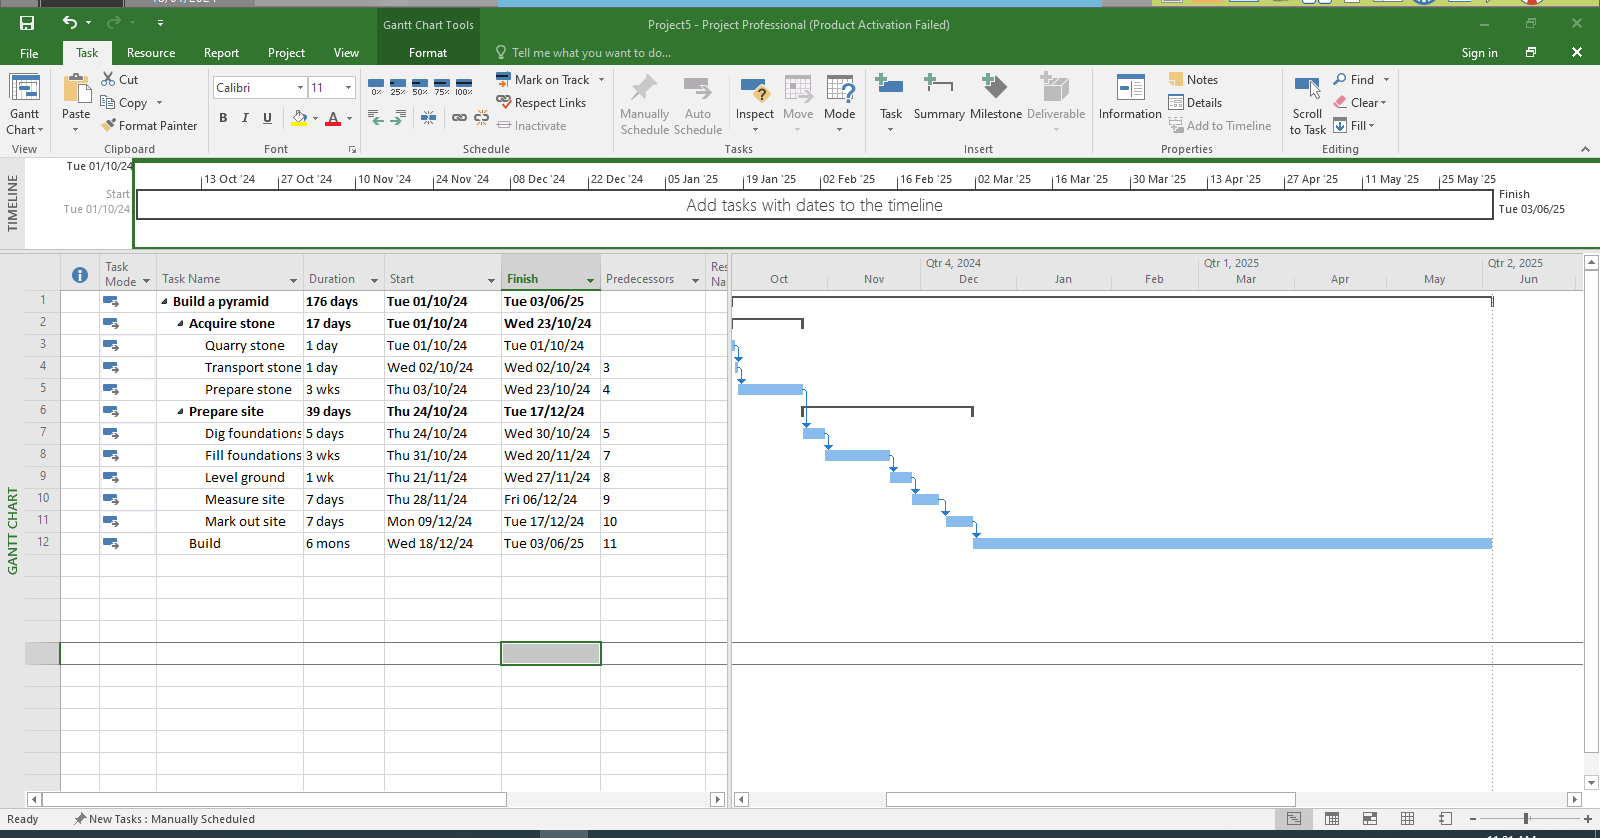 Gantt Chart Tools
Project5 - Project Professional (Product Activation Failed)
File
Task
Resource
Report
Project
View
Format
Tell me what you want to do...
Sign in
Gantt
Chart
View
Paste
Cut
Copy
Format Painter
Clipboard
Calibri
11
B I U A
Font
0% 25% 50% 75% 100%
Mark on Track
Respect Links
Inactivate
Schedule
Manually
Schedule
Auto
Schedule
Inspect
Move
Mode
Tasks
Task
Summary
Milestone
Deliverable
Insert
Information
Notes
Details
Add to Timeline
Properties
Scroll
to Task
Find
Clear
Fill
Editing
TIMELINE
Tue 01/10/24
Start
Tue 01/10/24
13 Oct '24 27 Oct '24 10 Nov '24 24 Nov '24 08 Dec '24 22 Dec '24 05 Jan '25 19 Jan '25 02 Feb '25 16 Feb '25 02 Mar '25 16 Mar '25 30 Mar '25 13 Apr '25 27 Apr '25 11 May '25 25 May '25
Add tasks with dates to the timeline
Finish
Tue 03/06/25
GANTT CHART
Task
Mode
Task Name
Duration
Start
Finish
Predecessors
Res
Na
Qtr 4, 2024 Qtr 1, 2025 Qtr 2, 2025
Oct Nov Dec Jan Feb Mar Apr May Jun
1 Build a pyramid 176 days Tue 01/10/24 Tue 03/06/25
2 Acquire stone 17 days Tue 01/10/24 Wed 23/10/24
3 Quarry stone 1 day Tue 01/10/24 Tue 01/10/24
4 Transport stone 1 day Wed 02/10/24 Wed 02/10/24 3
5 Prepare stone 3 wks Thu 03/10/24 Wed 23/10/24 4
6 Prepare site 39 days Thu 24/10/24 Tue 17/12/24
7 Dig foundations 5 days Thu 24/10/24 Wed 30/10/24 5
8 Fill foundations 3 wks Thu 31/10/24 Wed 20/11/24 7
9 Level ground 1 wk Thu 21/11/24 Wed 27/11/24 8
10 Measure site 7 days Thu 28/11/24 Fri 06/12/24 9
11 Mark out site 7 days Mon 09/12/24 Tue 17/12/24 10
12 Build 6 mons Wed 18/12/24 Tue 03/06/25 11
Ready
New Tasks : Manually Scheduled